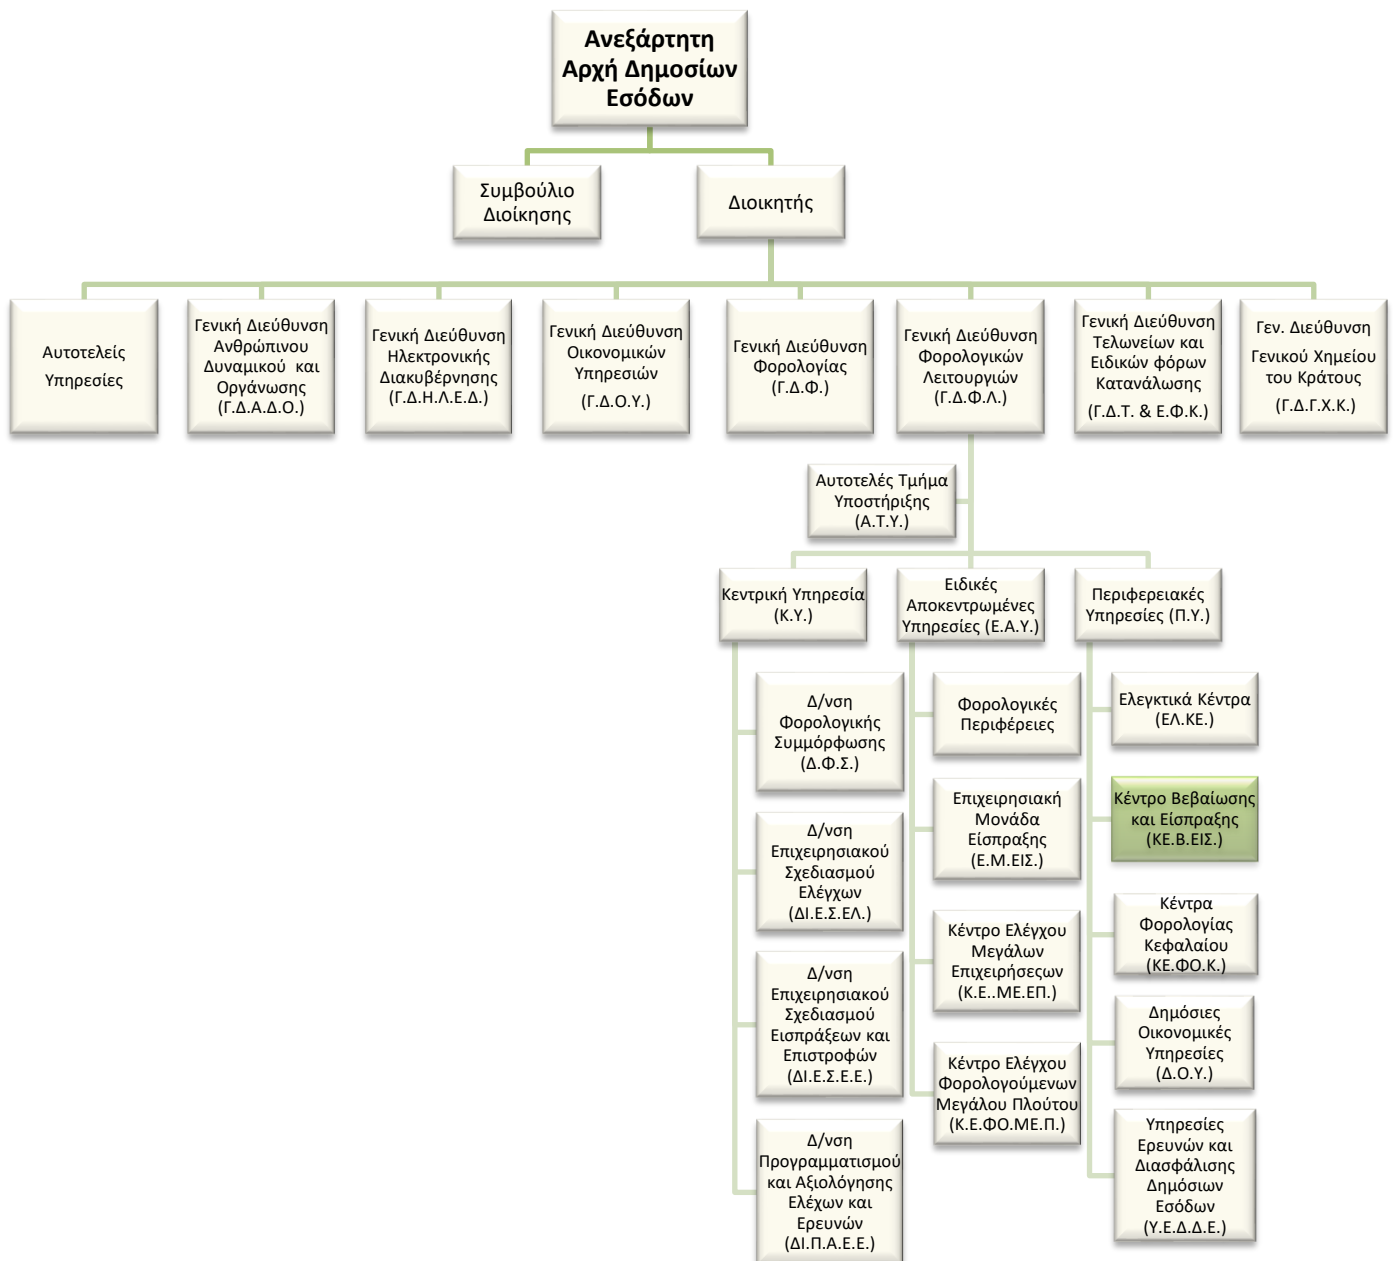 Ανεξάρτητη
Αρχή Δημοσίων
Εσόδων
Συμβούλιο
Διοίκησης
Διοικητής
Αυτοτελείς
Υπηρεσίες
Γενική Διεύθυνση
Ανθρώπινου
Δυναμικού και
Οργάνωσης
(Γ.Δ.Α.Δ.Ο.)
Γενική Διεύθυνση
Ηλεκτρονικής
Διακυβέρνησης
(Γ.Δ.Η.Λ.Ε.Δ.)
Γενική Διεύθυνση
Οικονομικών
Υπηρεσιών
(Γ.Δ.Ο.Υ.)
Γενική Διεύθυνση
Φορολογίας
(Γ.Δ.Φ.)
Γενική Διεύθυνση
Φορολογικών
Λειτουργιών
(Γ.Δ.Φ.Λ.)
Γενική Διεύθυνση
Τελωνείων και
Ειδικών φόρων
Κατανάλωσης
(Γ.Δ.Τ. & Ε.Φ.Κ.)
Γεν. Διεύθυνση
Γενικού Χημείου
του Κράτους
(Γ.Δ.Γ.Χ.Κ.)
Αυτοτελές Τμήμα
Υποστήριξης
(Α.Τ.Υ.)
Κεντρική Υπηρεσία
(Κ.Υ.)
Ειδικές
Αποκεντρωμένες
Υπηρεσίες (Ε.Α.Υ.)
Περιφερειακές
Υπηρεσίες (Π.Υ.)
Δ/νση
Φορολογικής
Συμμόρφωσης
(Δ.Φ.Σ.)
Δ/νση
Επιχειρησιακού
Σχεδιασμού
Ελέγχων
(ΔΙ.Ε.Σ.ΕΛ.)
Δ/νση
Επιχειρησιακού
Σχεδιασμού
Εισπράξεων και
Επιστροφών
(ΔΙ.Ε.Σ.Ε.Ε.)
Δ/νση
Προγραμματισμού
και Αξιολόγησης
Ελέχων και
Ερευνών
(ΔΙ.Π.Α.Ε.Ε.)
Φορολογικές
Περιφέρειες
Επιχειρησιακή
Μονάδα
Είσπραξης
(Ε.Μ.ΕΙΣ.)
Κέντρο Ελέγχου
Μεγάλων
Επιχειρήσεςων
(Κ.Ε..ΜΕ.ΕΠ.)
Κέντρο Ελέγχου
Φορολογούμενων
Μεγάλου Πλούτου
(Κ.Ε.ΦΟ.ΜΕ.Π.)
Ελεγκτικά Κέντρα
(ΕΛ.ΚΕ.)
Κέντρο Βεβαίωσης
και Είσπραξης
(ΚΕ.Β.ΕΙΣ.)
Κέντρα
Φορολογίας
Κεφαλαίου
(ΚΕ.ΦΟ.Κ.)
Δημόσιες
Οικονομικές
Υπηρεσίες
(Δ.Ο.Υ.)
Υπηρεσίες
Ερευνών και
Διασφάλισης
Δημόσιων
Εσόδων
(Υ.Ε.Δ.Δ.Ε.)